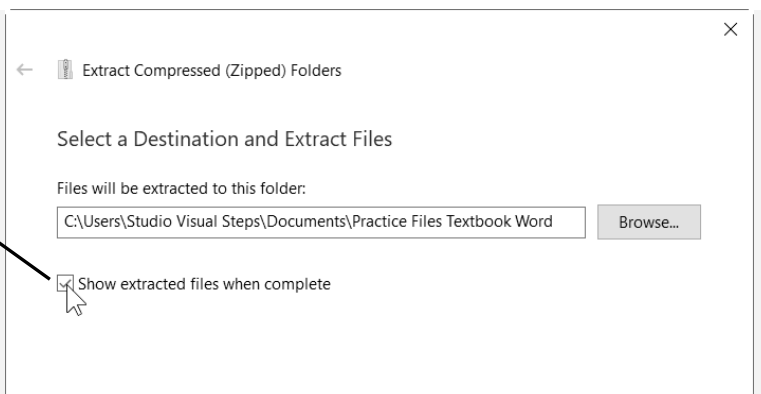 Extract Compressed (Zipped) Folders
Select a Destination and Extract Files
Files will be extracted to this folder:
C:\Users\Studio Visual Steps\Documents\Practice Files Textbook Word Browse...
Show extracted files when complete